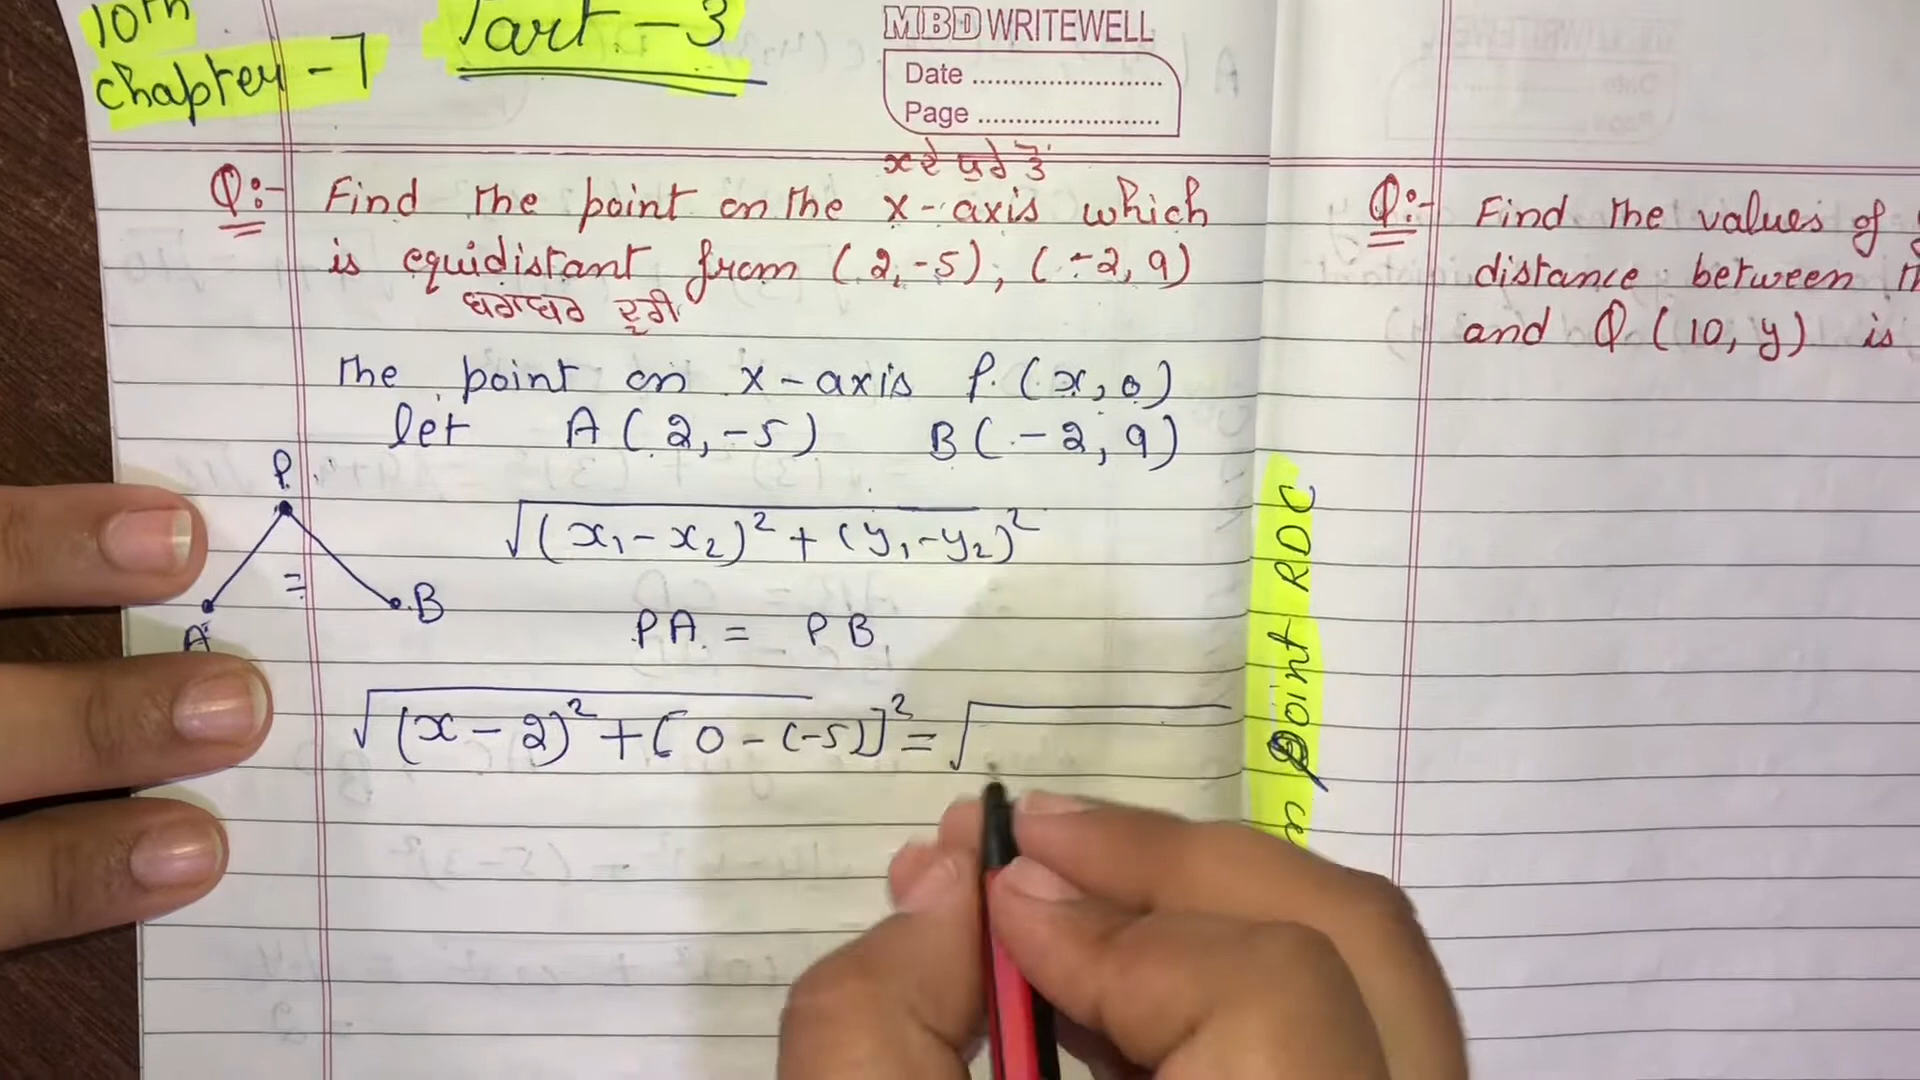 10th
Chapter - 7
Part - 3
MBD WRITEWELL
Date
Page
Q:- Find the point on the x-axis which
is equidistant from (2,-5), (-2,9)
ਬਰਾਬਰ ਦੂਰੀ
The point on x-axis P(x,0)
let A(2,-5) B(-2,9)
P
A
B
√(x₁-x₂)²+(y₁-y₂)²
PA = PB
√(x-2)²+[0-(-5)]²=√
Q:- Find the values of
distance between
and Q(10,y) is